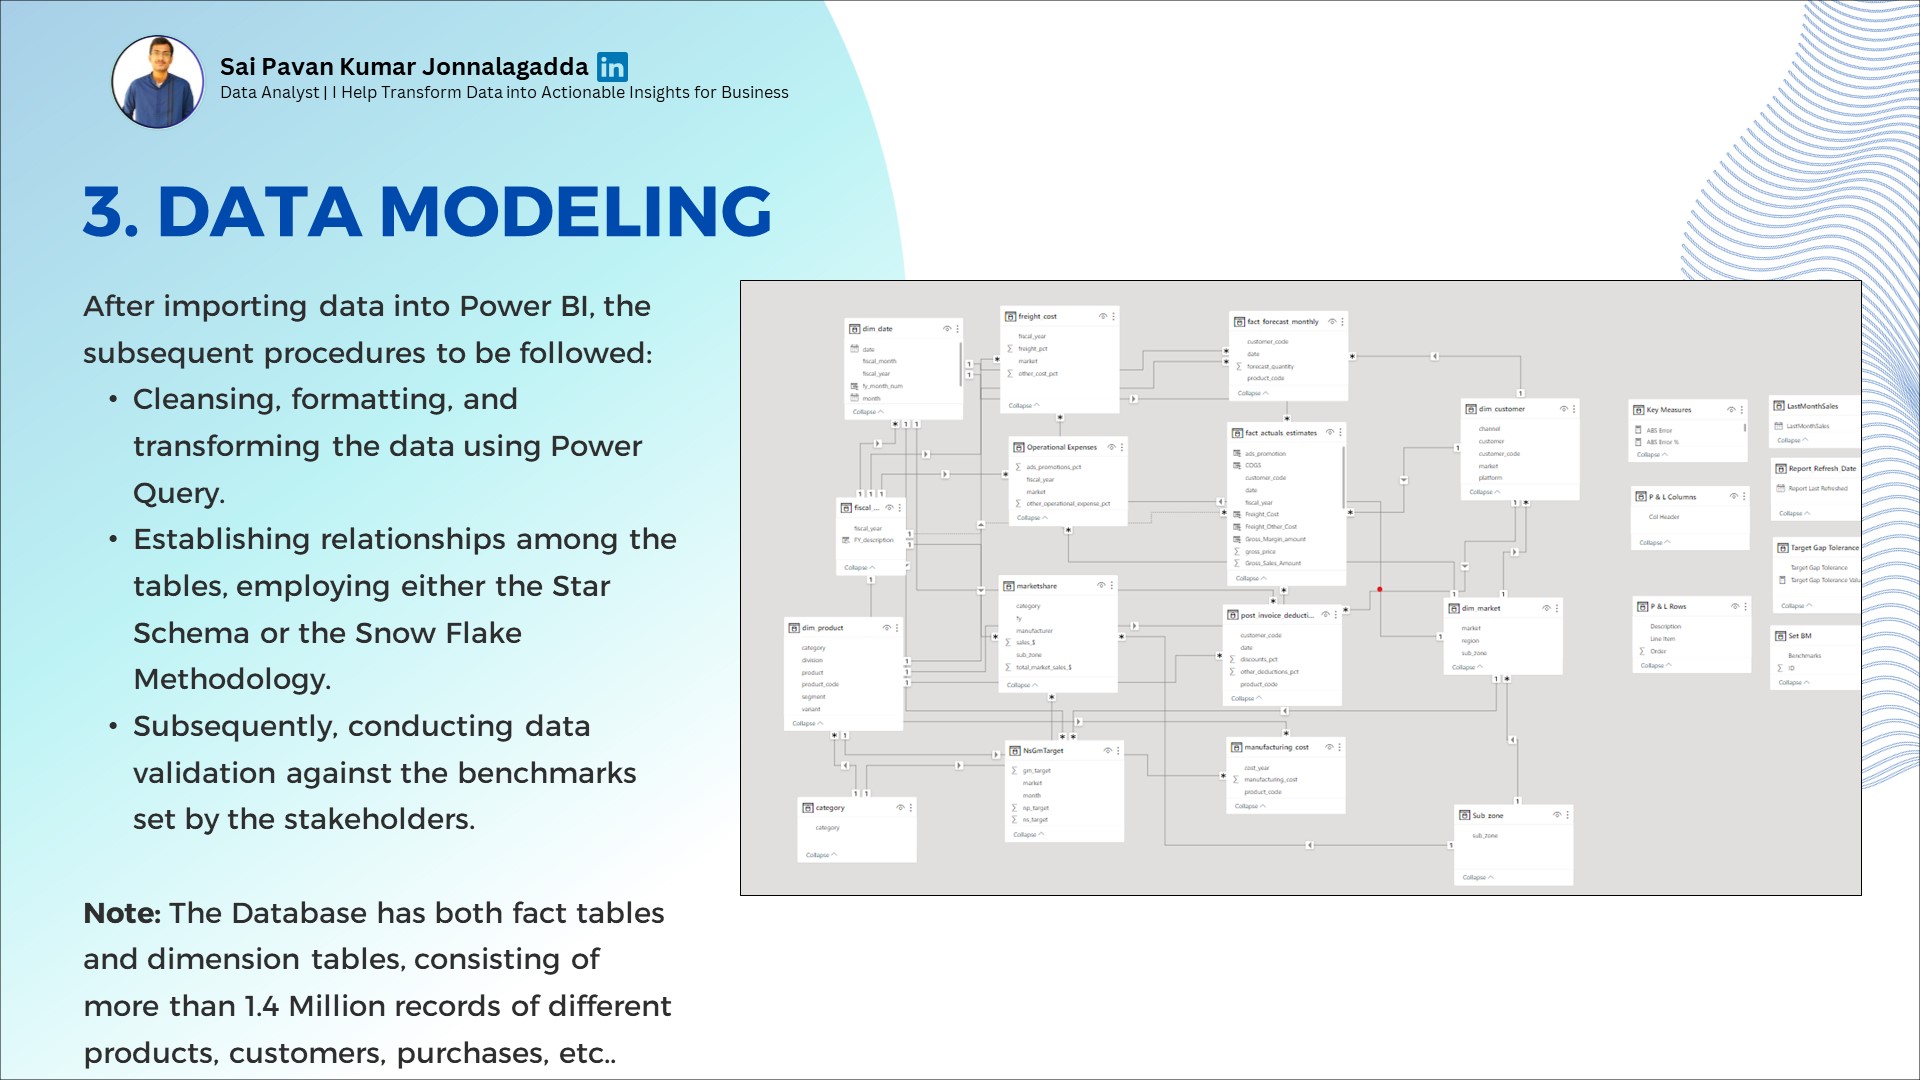 Sai Pavan Kumar Jonnalagadda in
Data Analyst | I Help Transform Data into Actionable Insights for Business
3. DATA MODELING
After importing data into Power BI, the
subsequent procedures to be followed:
• Cleansing, formatting, and
transforming the data using Power
Query.
• Establishing relationships among the
tables, employing either the Star
Schema or the Snow Flake
Methodology.
• Subsequently, conducting data
validation against the benchmarks
set by the stakeholders.
Note: The Database has both fact tables
and dimension tables, consisting of
more than 1.4 Million records of different
products, customers, purchases, etc..
dim date
date
fiscal_month
fiscal_year
fy_month_num
month
Collapse
freight cost
fiscal_year
freight_pct
market
other_cost_pct
Collapse
fact forecast monthly
customer_code
date
forecast_quantity
product_code
Collapse
dim customer
channel
customer
customer_code
market
platform
Collapse
Key Measures
ABS Error
ABS Error %
Collapse
LastMonthSales
LastMonthSales
Collapse
Operational Expenses
ads_promotions_pct
fiscal_year
market
other_operational_expense_pct
Collapse
fact actuals estimates
ads_promotion
COGS
customer_code
date
fiscal_year
Freight_Cost
Freight_Other_Cost
Gross_Margin_amount
gross_price
Gross_Sales_Amount
Collapse
Report Refresh Date
Report Last Refreshed
Collapse
P & L Columns
Col Header
Collapse
fiscal ...
fiscal_year
FY_description
Collapse
Target Gap Tolerance
Target Gap Tolerance
Target Gap Tolerance Valu
Collapse
marketshare
category
fy
manufacturer
sales_$
sub_zone
total_market_sales_$
Collapse
post invoice deducti...
customer_code
date
discounts_pct
other_deductions_pct
product_code
Collapse
dim market
market
region
sub_zone
Collapse
P & L Rows
Description
Line Item
Order
Collapse
Set BM
Benchmarks
ID
Collapse
dim product
category
division
product
product_code
segment
variant
Collapse
NsGmTarget
gm_target
market
month
np_target
ns_target
Collapse
manufacturing cost
cost_year
manufacturing_cost
product_code
Collapse
category
category
Collapse
Sub zone
sub_zone
Collapse